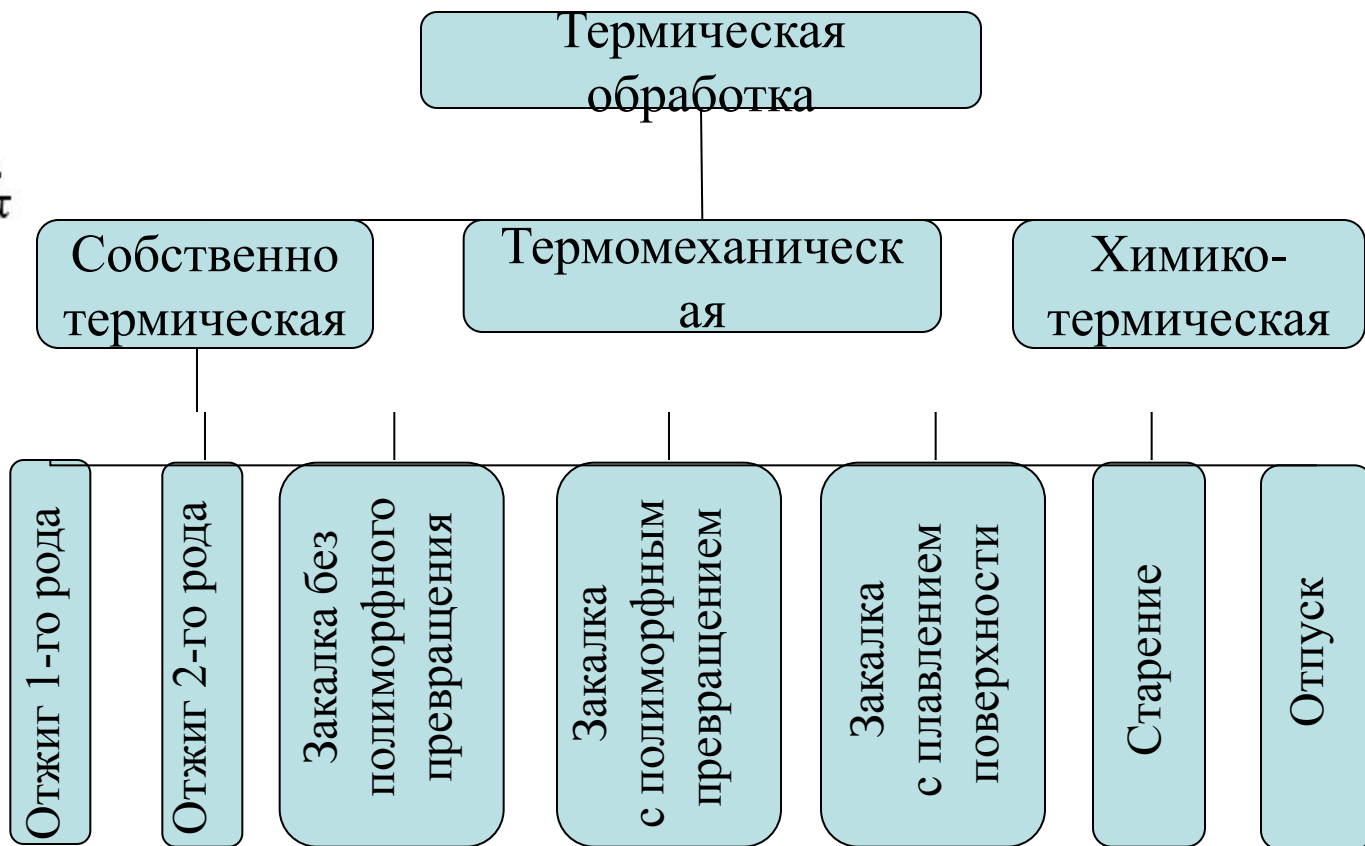 Термическая
обработка
τ
Собственно
термическая
Термомеханическ
ая
Химико-
термическая
Отжиг 1-го рода
Отжиг 2-го рода
Закалка без
полиморфного
превращения
Закалка
с полиморфным
превращением
Закалка
с плавлением
поверхности
Старение
Отпуск